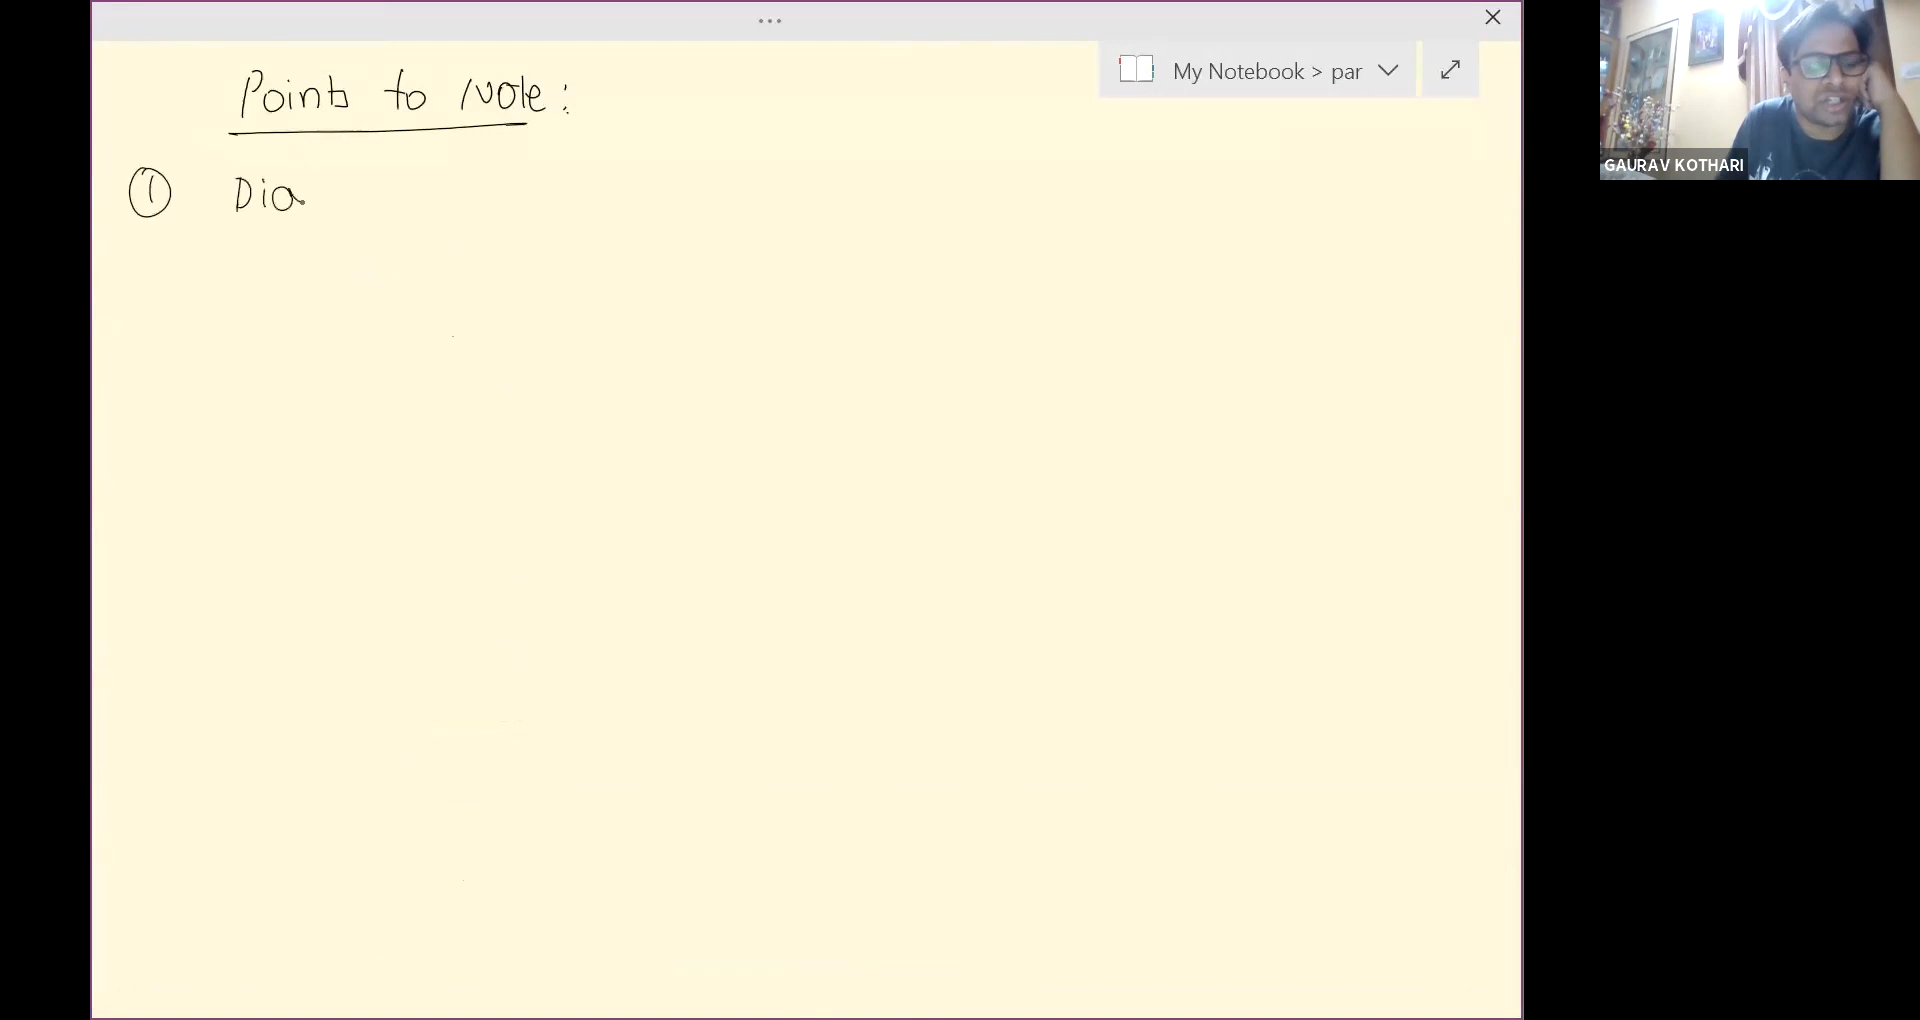 My Notebook > par
Points to Note:
① Dia
GAURAV KOTHARI